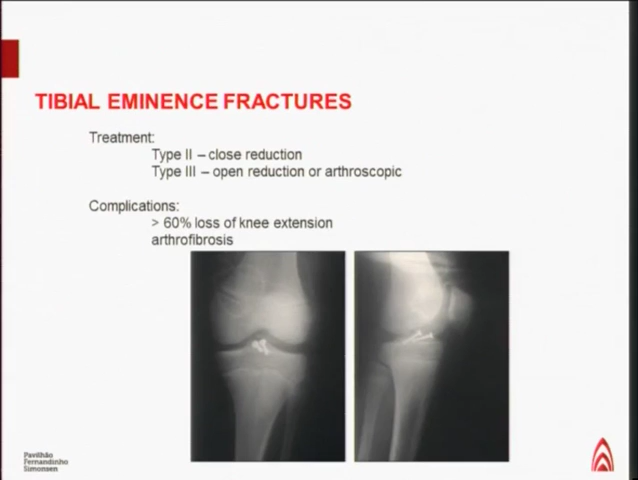 TIBIAL EMINENCE FRACTURES
Treatment:
Type II – close reduction
Type III – open reduction or arthroscopic
Complications:
> 60% loss of knee extension
arthrofibrosis
Pavilhão
Fernandinho
Simonsen